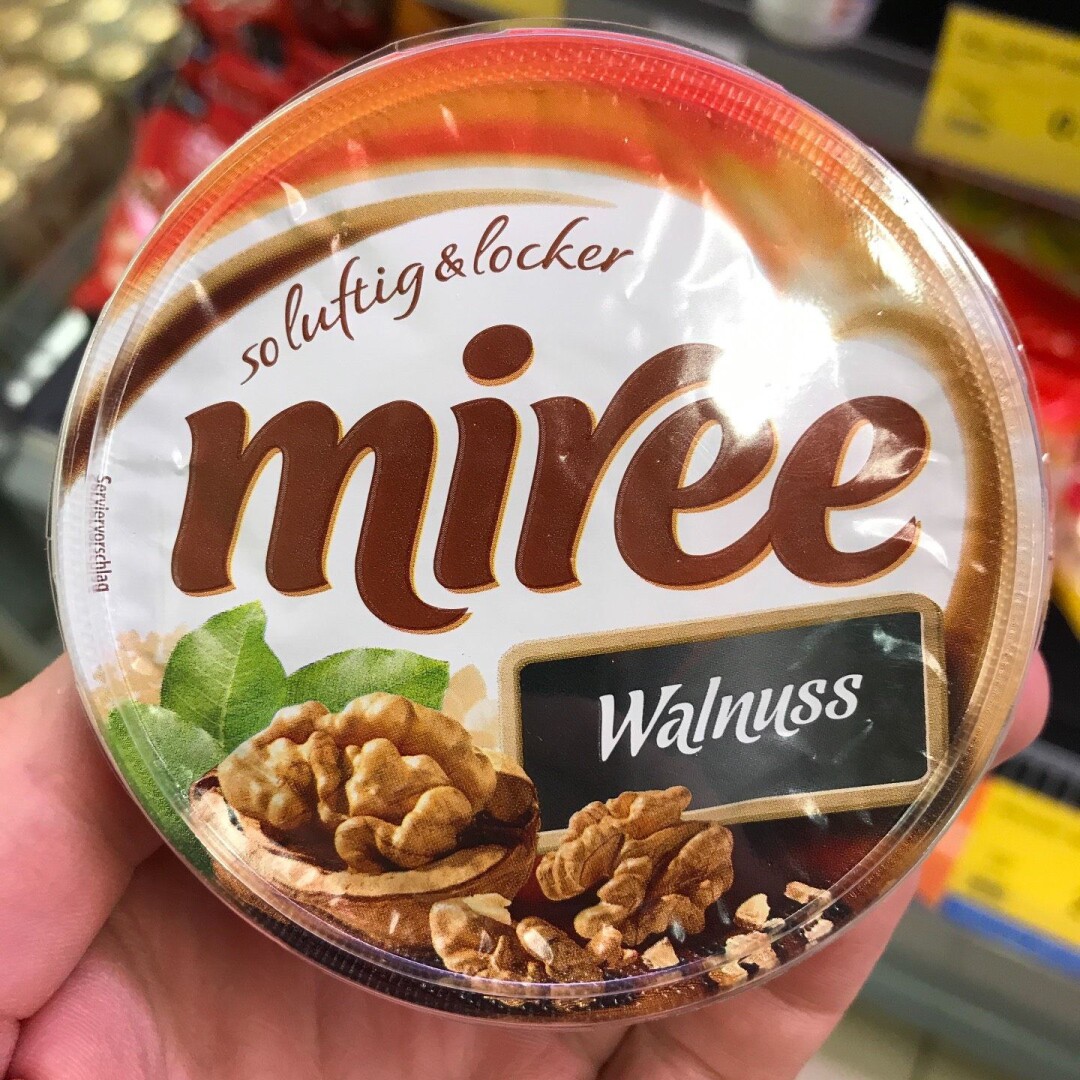 so luftig & locker
miree
Serviervorschlag
Walnuss